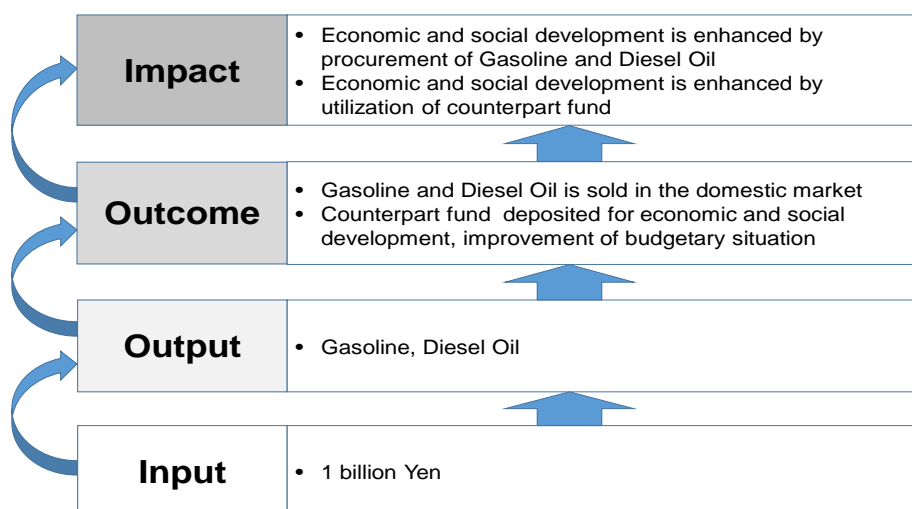 Impact
• Economic and social development is enhanced by
procurement of Gasoline and Diesel Oil
• Economic and social development is enhanced by
utilization of counterpart fund
Outcome
• Gasoline and Diesel Oil is sold in the domestic market
• Counterpart fund deposited for economic and social
development, improvement of budgetary situation
Output
• Gasoline, Diesel Oil
Input
• 1 billion Yen